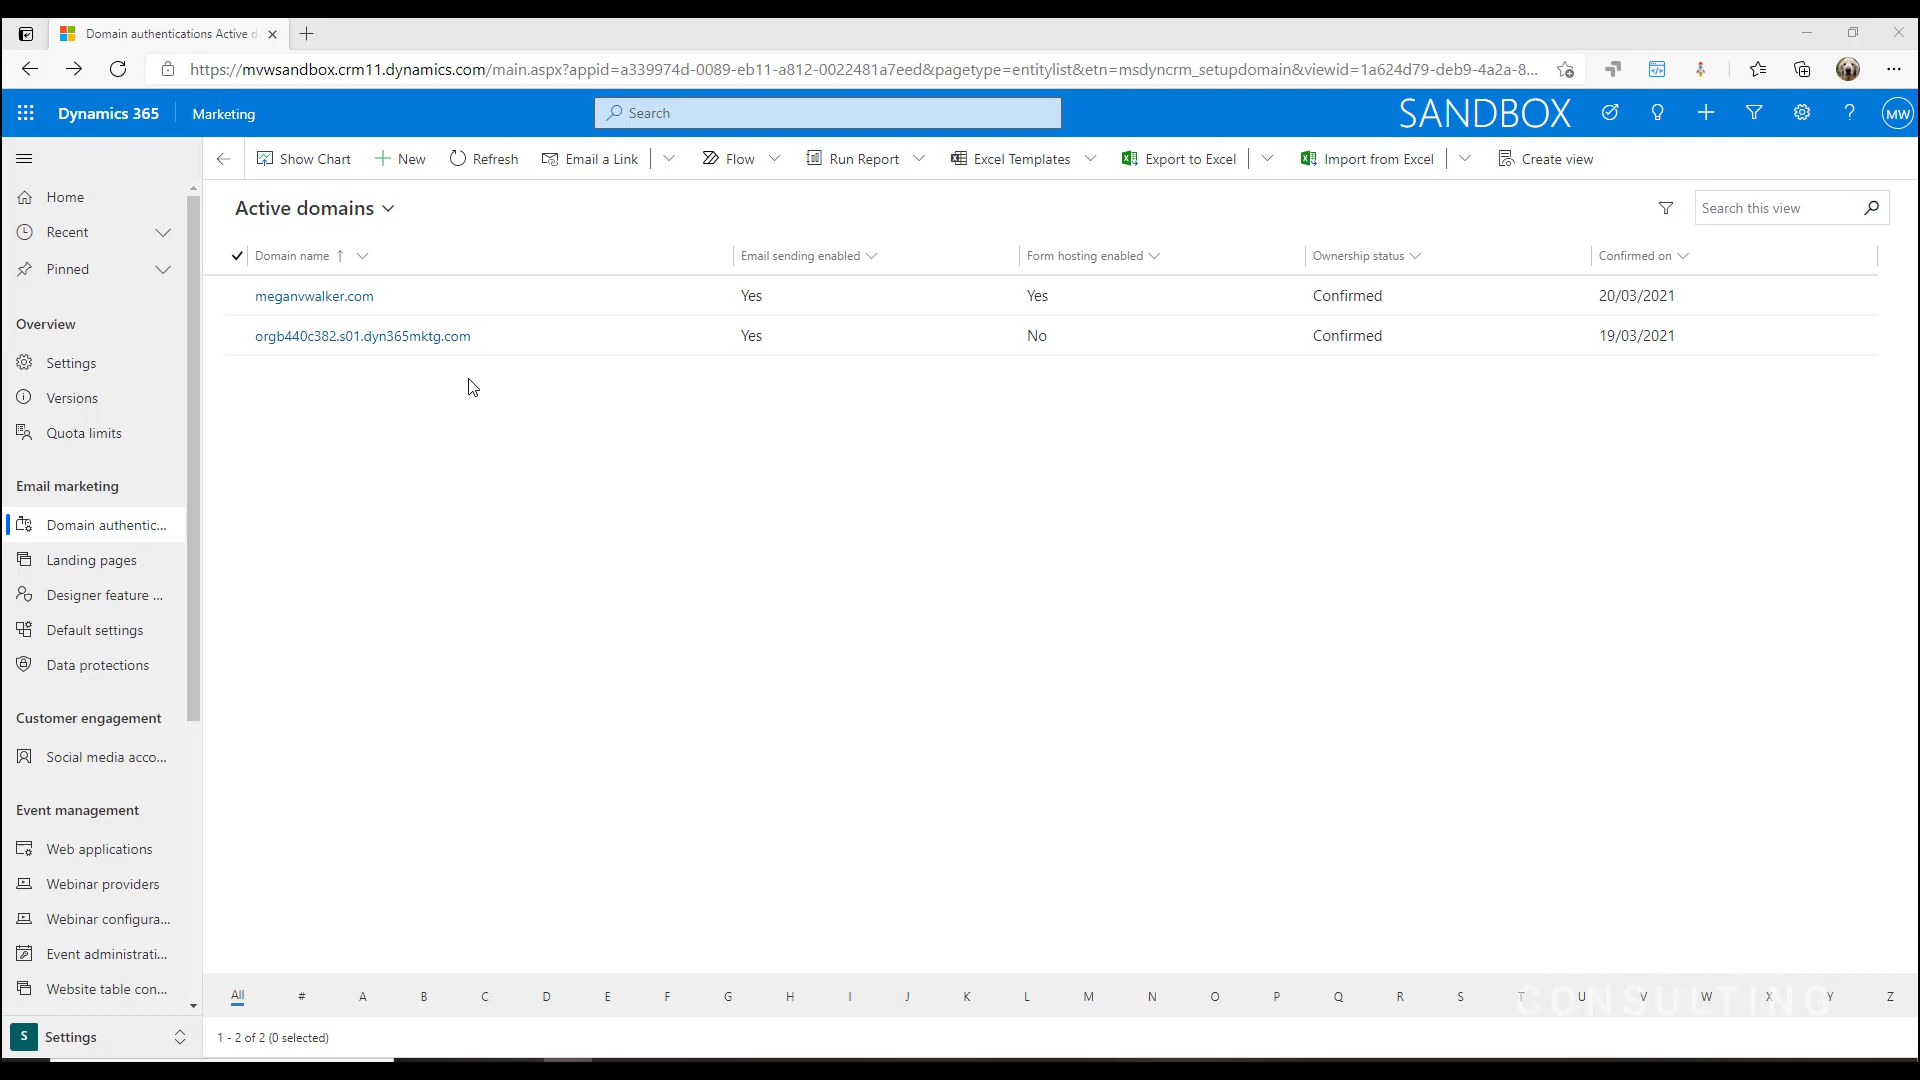 Domain authentications Active d
https://mvwsandbox.crm11.dynamics.com/main.aspx?appid=a339974d-0089-eb11-a812-0022481a7eed&pagetype=entitylist&etn=msdyncrm_setupdomain&viewid=1a624d79-deb9-4a2a-8...
Dynamics 365 Marketing Search SANDBOX MW
Show Chart New Refresh Email a Link Flow Run Report Excel Templates Export to Excel Import from Excel Create view
Home
Recent
Pinned
Overview
Settings
Versions
Quota limits
Email marketing
Domain authentic...
Landing pages
Designer feature ...
Default settings
Data protections
Customer engagement
Social media acco...
Event management
Web applications
Webinar providers
Webinar configura...
Event administrati...
Website table con...
S Settings
Active domains Search this view
Domain name Email sending enabled Form hosting enabled Ownership status Confirmed on
meganvwalker.com Yes Yes Confirmed 20/03/2021
orgb440c382.s01.dyn365mktg.com Yes No Confirmed 19/03/2021
All # A B C D E F G H I J K L M N O P Q R S T U V W X Y Z
CONSULTING
1 - 2 of 2 (0 selected)